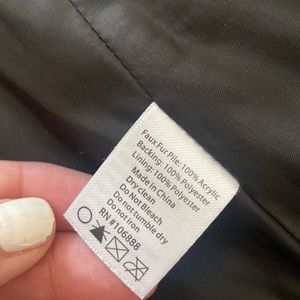 Faux Fur Pile: 100% Acrylic
Backing: 100% Polyester
Lining: 100% Polyester
Made in China
Dry clean
Do Not Bleach
Do not tumble dry
Do not iron
RN #106888